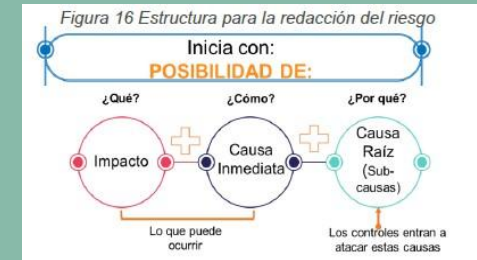 Figura 16 Estructura para la redacción del riesgo
Inicia con:
POSIBILIDAD DE:
¿Qué?
¿Cómo?
¿Por qué?
Impacto
Causa
Inmediata
Causa
Raíz
(Sub-
causas)
Lo que puede
ocurrir
Los controles entran a
atacar estas causas